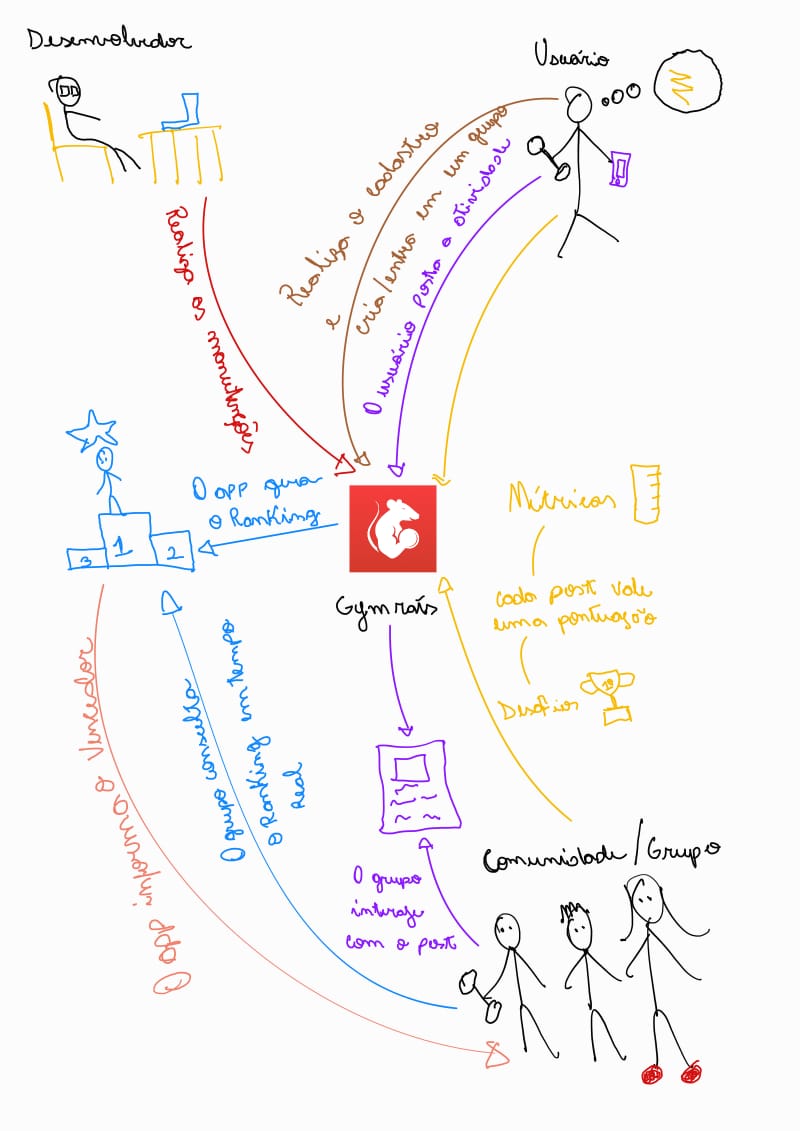 Desenvolvedor
Usuário
Realiza as manutenções
Realiza o cadastro
e
cria/entra em um grupo
O usuário posta a atividade
O app gera
o Ranking
1
2
3
Gymrats
Métricas
cada post vale
uma pontuação
Desafios
1º
O app informa o Vencedor
O grupo consulta
o Ranking em tempo
Real
O grupo
interage
com o post
Comunidade/Grupo